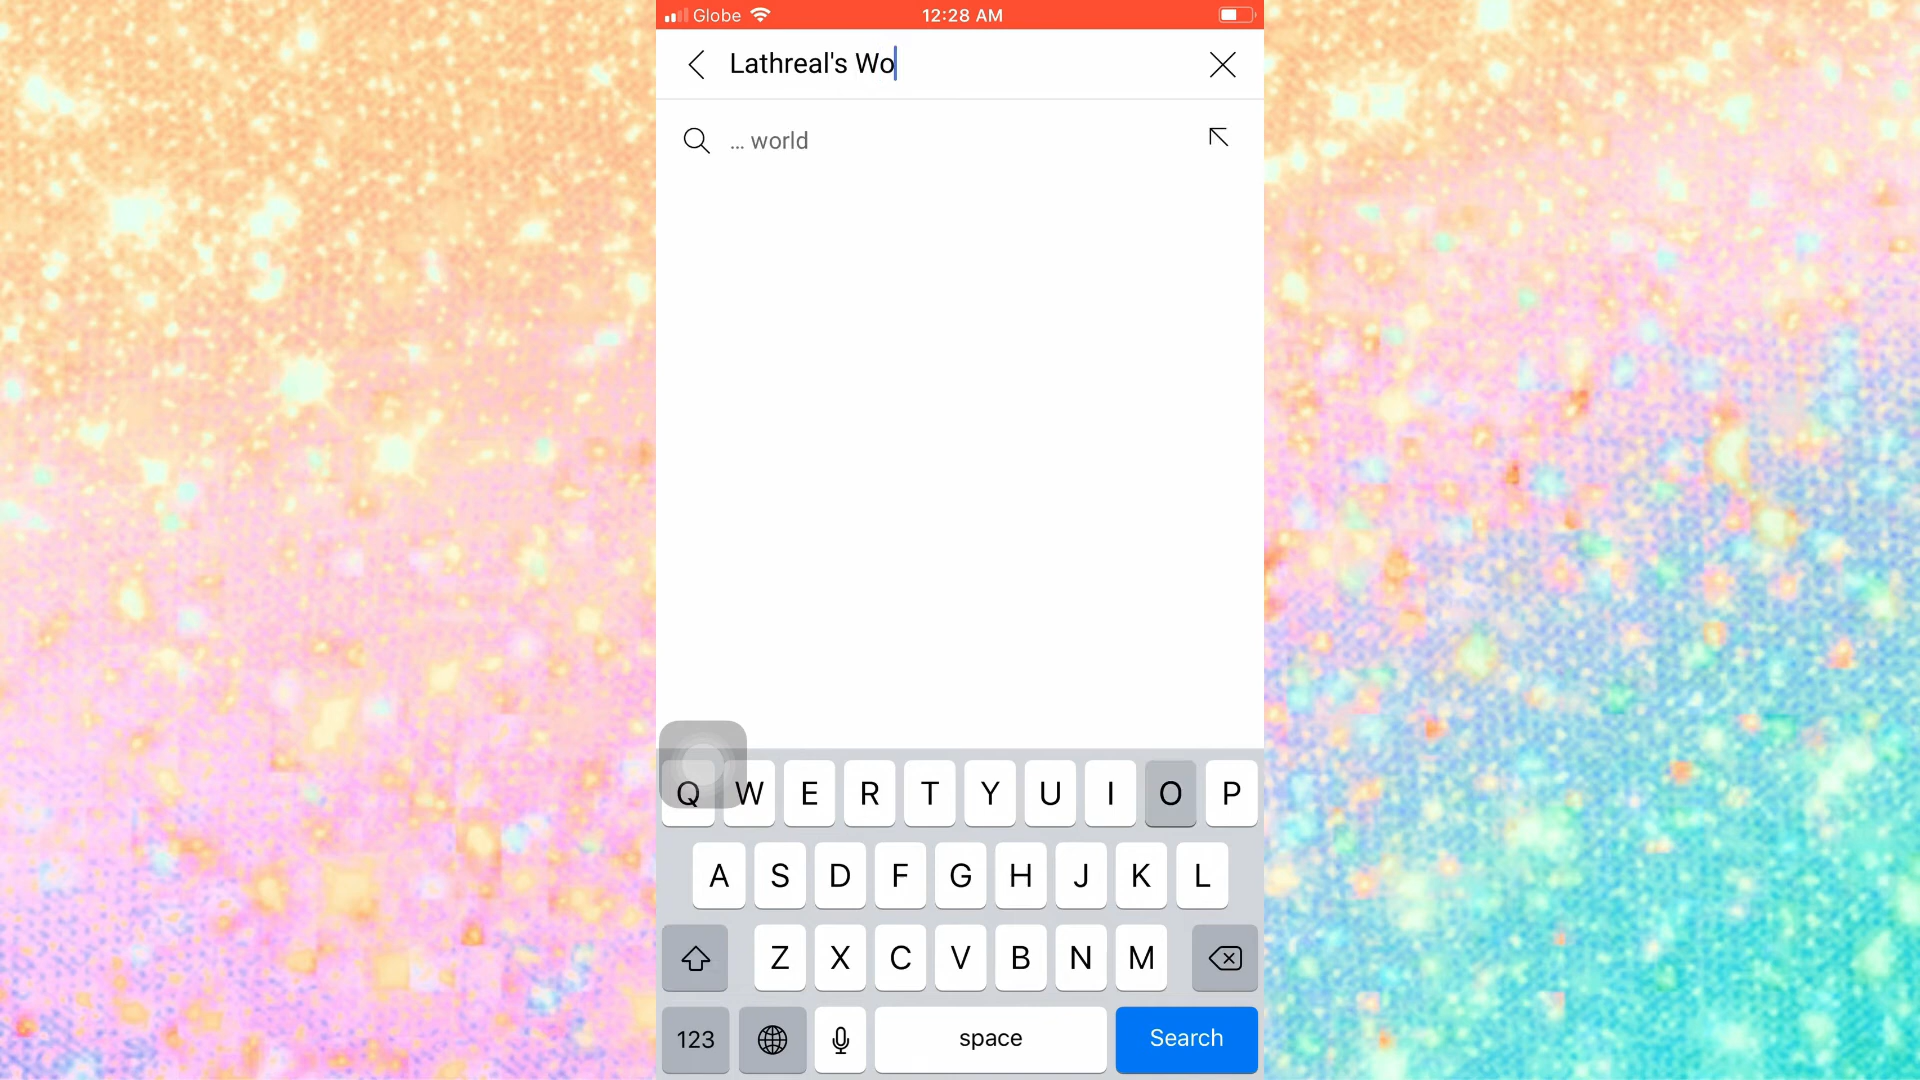 Globe 12:28 AM
Lathreal's Wo
... world
Q W E R T Y U I O P
A S D F G H J K L
Z X C V B N M
123 space Search